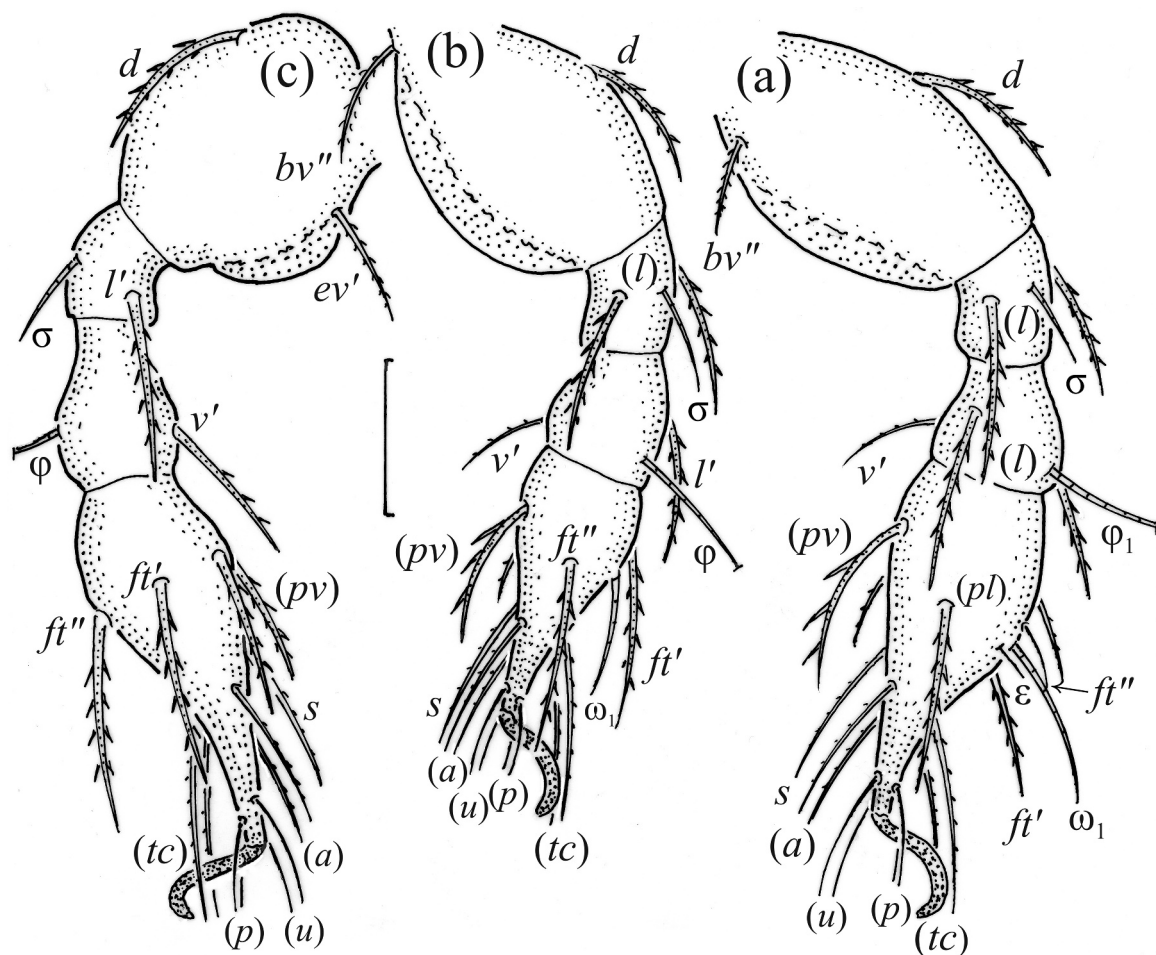 (c)
d
bv"
ev'
l'
σ
φ
v'
ft'
ft"
(pv)
s
(tc)
(a)
(p)
(u)
(b)
d
(l)
σ
v'
l'
(pv)
ft"
φ
ft'
s
ω1
(a)
(u)
(p)
(tc)
(a)
d
bv"
(l)
σ
v'
(l)
φ1
(pv)
(pl)
ε
ft"
s
ft'
ω1
(a)
(u)
(p)
(tc)